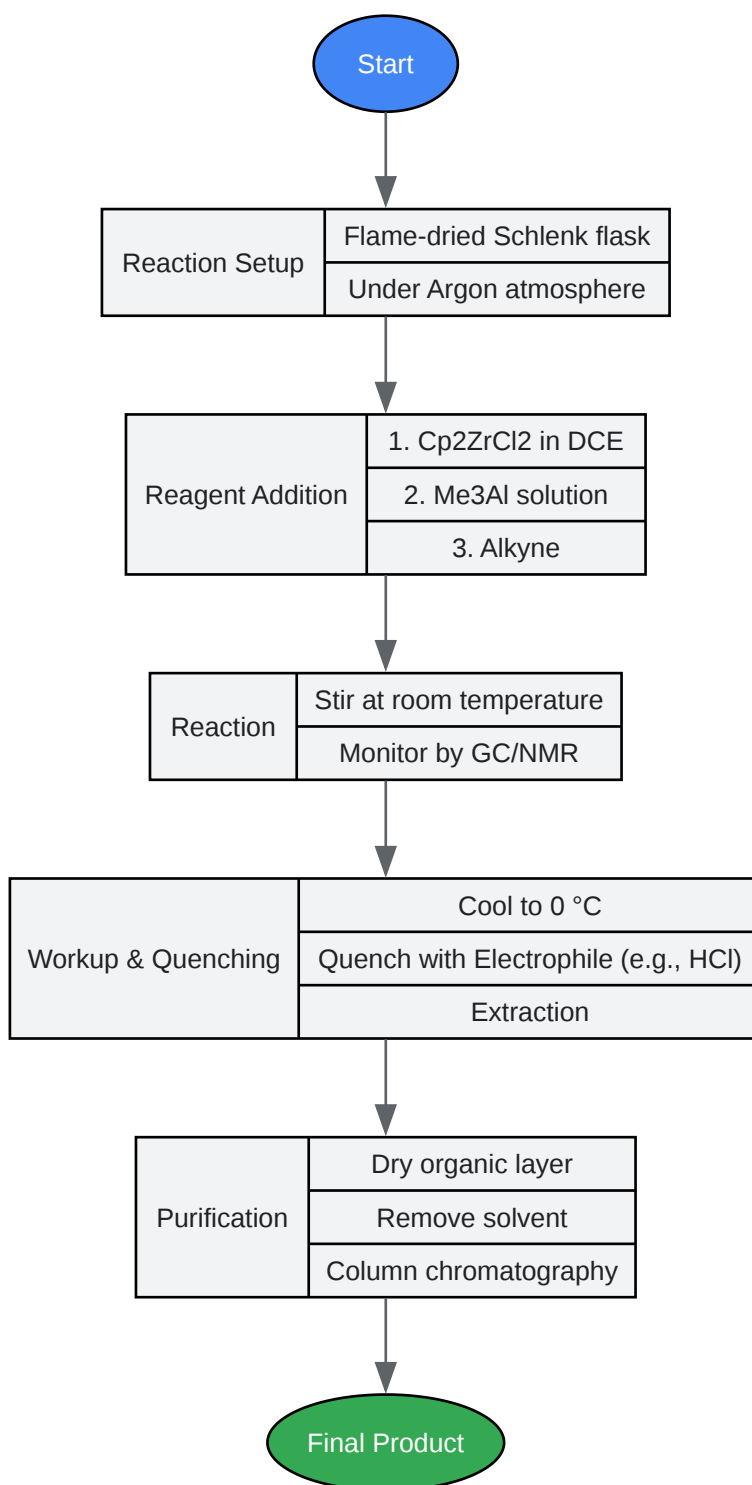 Start
Reaction Setup
Flame-dried Schlenk flask
Under Argon atmosphere
Reagent Addition
1. Cp2ZrCl2 in DCE
2. Me3Al solution
3. Alkyne
Reaction
Stir at room temperature
Monitor by GC/NMR
Workup & Quenching
Cool to 0 °C
Quench with Electrophile (e.g., HCl)
Extraction
Purification
Dry organic layer
Remove solvent
Column chromatography
Final Product